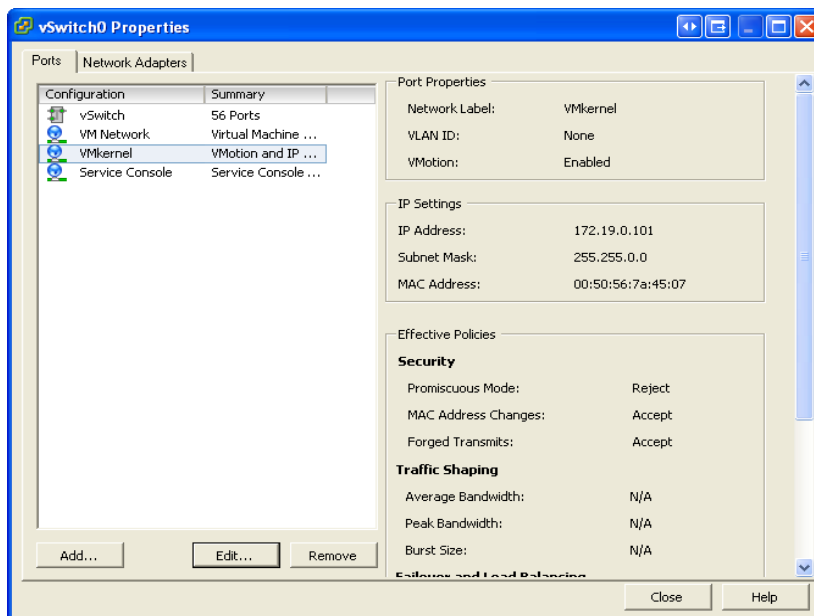 vSwitch0 Properties
Ports Network Adapters
Configuration Summary
vSwitch 56 Ports
VM Network Virtual Machine ...
VMkernel VMotion and IP ...
Service Console Service Console ...
Add... Edit... Remove
Port Properties
Network Label: VMkernel
VLAN ID: None
VMotion: Enabled
IP Settings
IP Address: 172.19.0.101
Subnet Mask: 255.255.0.0
MAC Address: 00:50:56:7a:45:07
Effective Policies
Security
Promiscuous Mode: Reject
MAC Address Changes: Accept
Forged Transmits: Accept
Traffic Shaping
Average Bandwidth: N/A
Peak Bandwidth: N/A
Burst Size: N/A
Failover and Load Balancing
Close Help